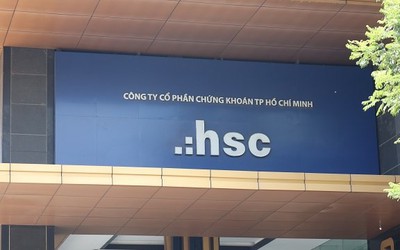 CÔNG TY CỔ PHẦN CHỨNG KHOÁN TP HỒ CHÍ MINH
.:hsc